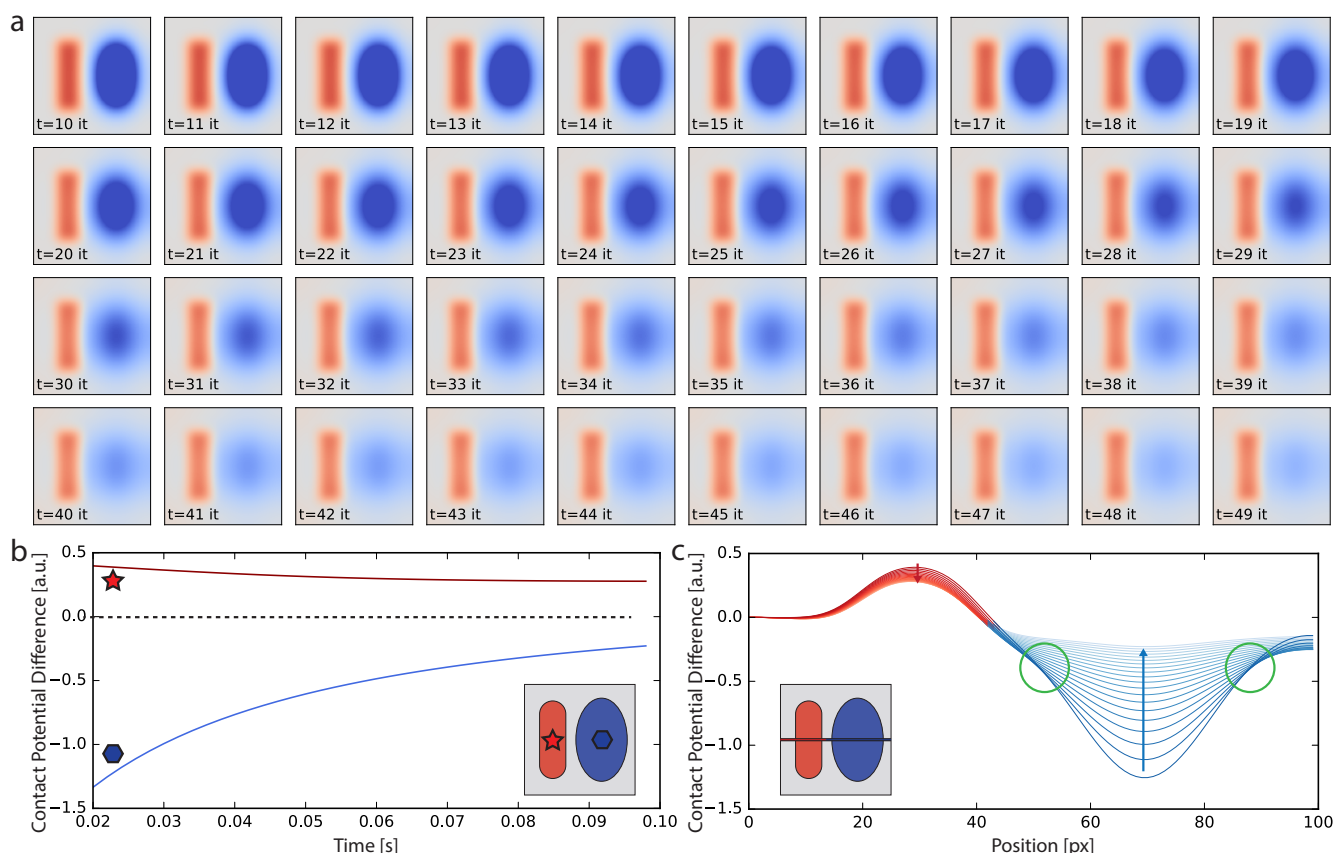 a
t=10 it t=11 it t=12 it t=13 it t=14 it t=15 it t=16 it t=17 it t=18 it t=19 it
t=20 it t=21 it t=22 it t=23 it t=24 it t=25 it t=26 it t=27 it t=28 it t=29 it
t=30 it t=31 it t=32 it t=33 it t=34 it t=35 it t=36 it t=37 it t=38 it t=39 it
t=40 it t=41 it t=42 it t=43 it t=44 it t=45 it t=46 it t=47 it t=48 it t=49 it
b
Contact Potential Difference [a.u.]
0.5
0.0
−0.5
−1.0
−1.5
0.02 0.03 0.04 0.05 0.06 0.07 0.08 0.09 0.10
Time [s]
c
Contact Potential Difference [a.u.]
0.5
0.0
−0.5
−1.0
−1.5
0 20 40 60 80 100
Position [px]